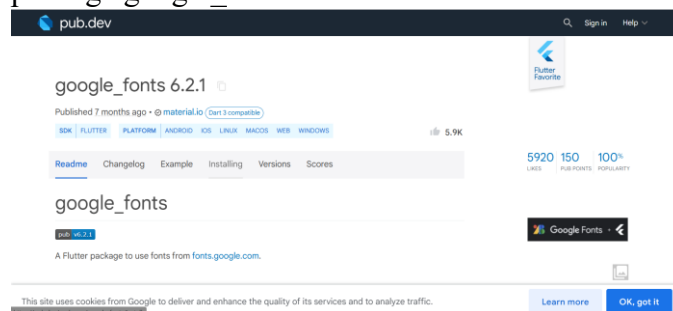 pub.dev
Sign in Help
Flutter
Favorite
google_fonts 6.2.1
Published 7 months ago • material.io Dart 3 compatible
SDK FLUTTER PLATFORM ANDROID IOS LINUX MACOS WEB WINDOWS
5.9K
Readme Changelog Example Installing Versions Scores
5920 150 100%
LIKES PUB POINTS POPULARITY
google_fonts
pub v6.2.1
Google Fonts
A Flutter package to use fonts from fonts.google.com.
This site uses cookies from Google to deliver and enhance the quality of its services and to analyze traffic.
Learn more OK, got it